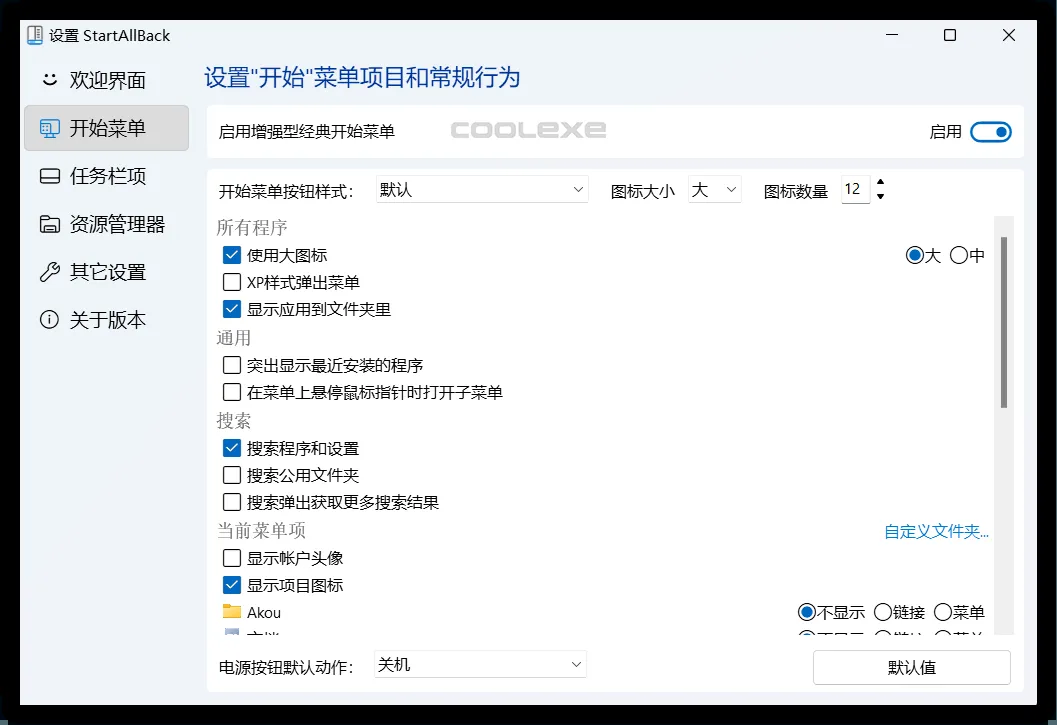 设置 StartAllBack
欢迎界面
开始菜单
任务栏项
资源管理器
其它设置
关于版本
设置"开始"菜单项目和常规行为
启用增强型经典开始菜单 COOLEXE 启用
开始菜单按钮样式: 默认 图标大小 大 图标数量 12
所有程序
使用大图标 大 中
XP样式弹出菜单
显示应用到文件夹里
通用
突出显示最近安装的程序
在菜单上悬停鼠标指针时打开子菜单
搜索
搜索程序和设置
搜索公用文件夹
搜索弹出获取更多搜索结果
当前菜单项 自定义文件夹...
显示帐户头像
显示项目图标
Akou 不显示 链接 菜单
电源按钮默认动作: 关机 默认值